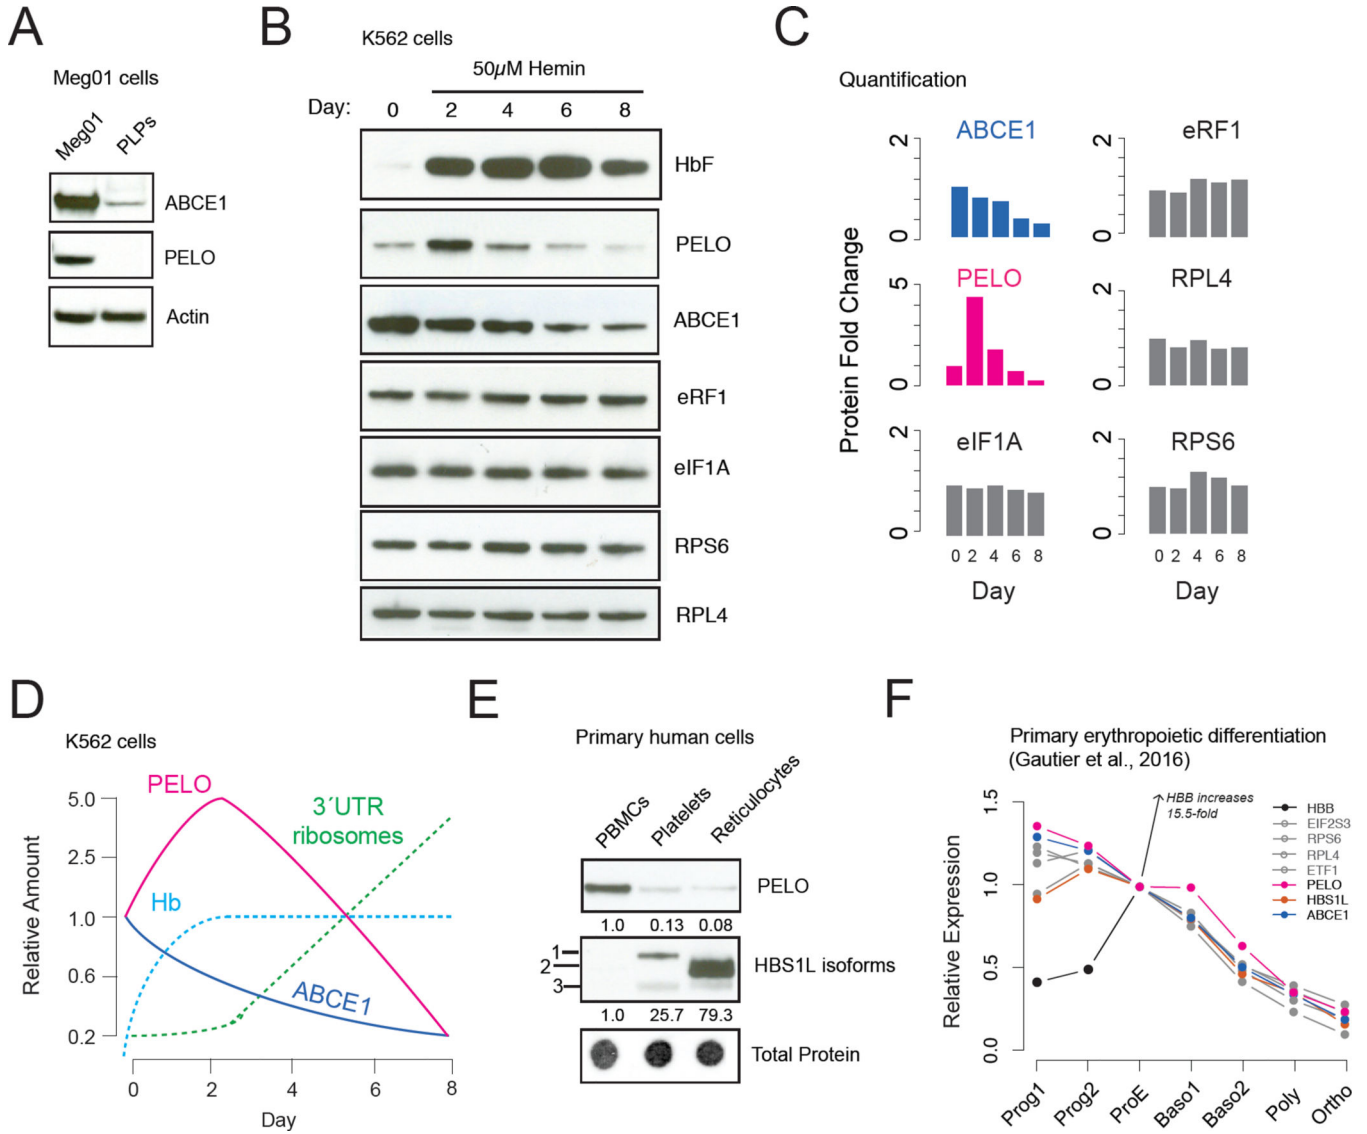 A
Meg01 cells
Meg01
PLPs
ABCE1
PELO
Actin
B
K562 cells
50µM Hemin
Day: 0 2 4 6 8
HbF
PELO
ABCE1
eRF1
eIF1A
RPS6
RPL4
C
Quantification
Protein Fold Change
ABCE1
2
0
eRF1
2
0
PELO
5
0
RPL4
2
0
eIF1A
2
0
0 2 4 6 8
Day
RPS6
2
0
0 2 4 6 8
Day
D
K562 cells
Relative Amount
5.0
2.5
1.0
0.6
0.2
PELO
3´UTR
ribosomes
Hb
ABCE1
0 2 4 6 8
Day
E
Primary human cells
PBMCs
Platelets
Reticulocytes
PELO
1.0 0.13 0.08
1
2
3
HBS1L isoforms
1.0 25.7 79.3
Total Protein
F
Primary erythropoietic differentiation
(Gautier et al., 2016)
Relative Expression
1.5
1.0
0.5
0.0
HBB increases
15.5-fold
HBB
EIF2S3
RPS6
RPL4
ETF1
PELO
HBS1L
ABCE1
Prog1
Prog2
ProE
Baso1
Baso2
Poly
Ortho